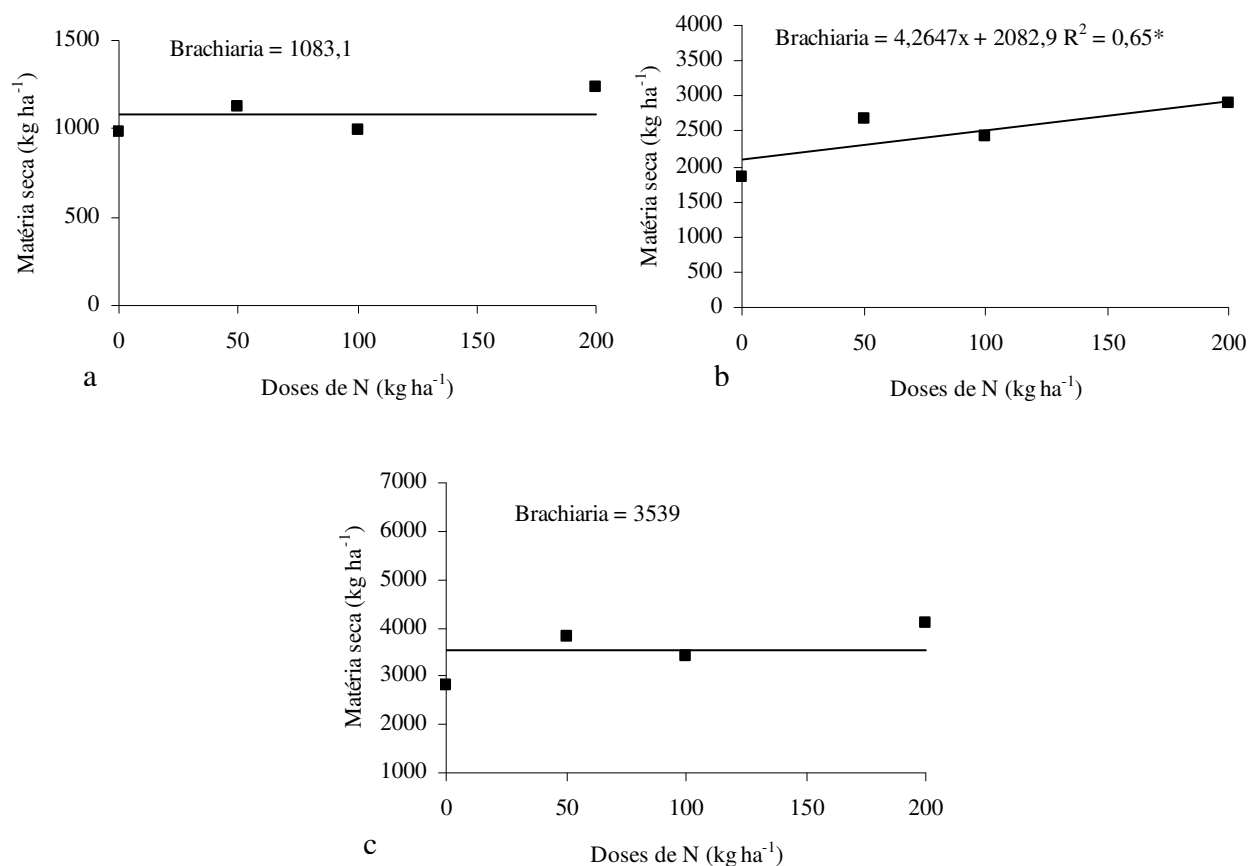 Brachiaria = 1083,1
Matéria seca (kg ha-1)
1500
1000
500
0
0 50 100 150 200
Doses de N (kg ha-1)
a
Brachiaria = 4,2647x + 2082,9 R2 = 0,65*
Matéria seca (kg ha-1)
4000
3500
3000
2500
2000
1500
1000
500
0
0 50 100 150 200
Doses de N (kg ha-1)
b
Brachiaria = 3539
Matéria seca (kg ha-1)
7000
6000
5000
4000
3000
2000
1000
0 50 100 150 200
Doses de N (kg ha-1)
c